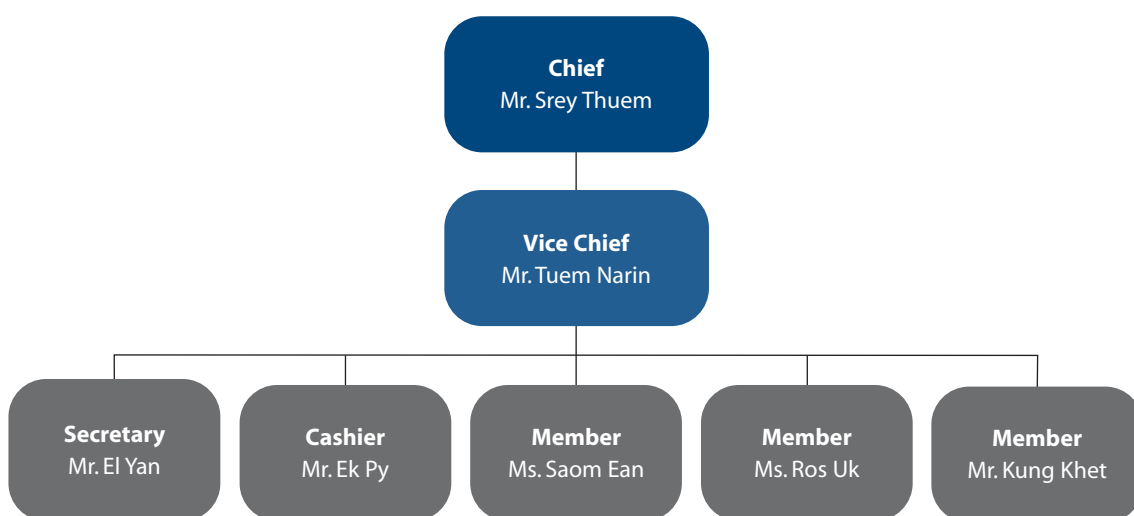 Chief
Mr. Srey Thuem
Vice Chief
Mr. Tuem Narin
Secretary
Mr. El Yan
Cashier
Mr. Ek Py
Member
Ms. Saom Ean
Member
Ms. Ros Uk
Member
Mr. Kung Khet